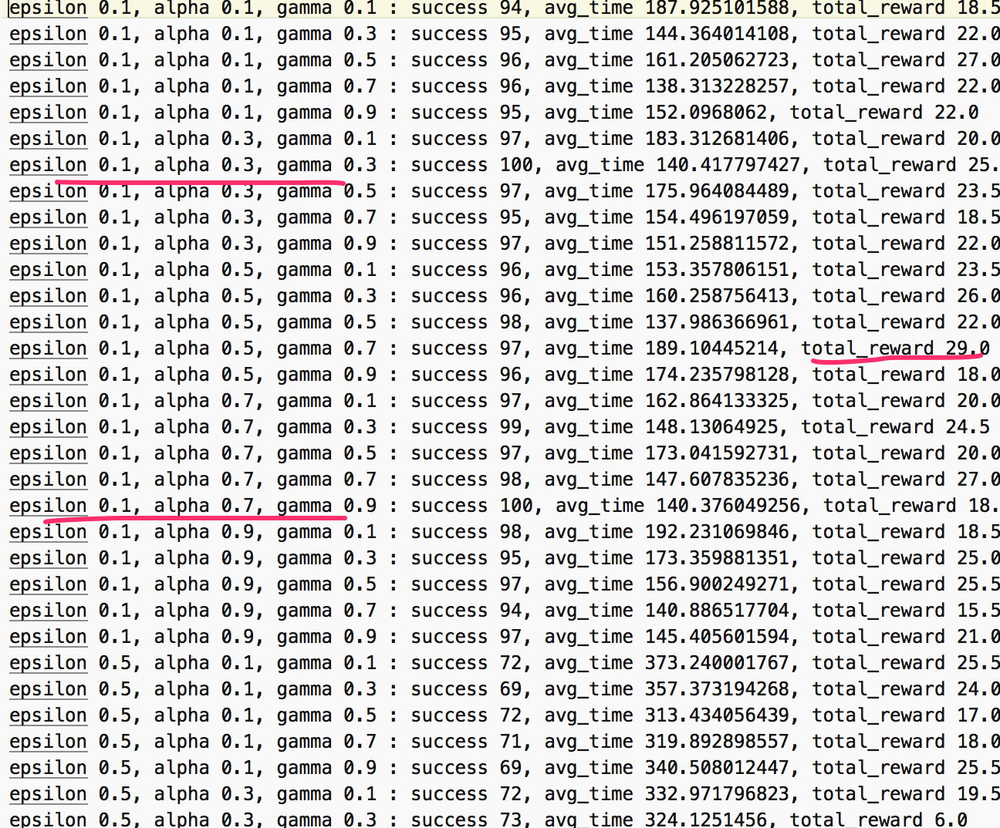 epsilon 0.1, alpha 0.1, gamma 0.1 : success 94, avg_time 187.925101588, total_reward 18.5
epsilon 0.1, alpha 0.1, gamma 0.3 : success 95, avg_time 144.364014108, total_reward 22.0
epsilon 0.1, alpha 0.1, gamma 0.5 : success 96, avg_time 161.205062723, total_reward 27.0
epsilon 0.1, alpha 0.1, gamma 0.7 : success 96, avg_time 138.313228257, total_reward 22.0
epsilon 0.1, alpha 0.1, gamma 0.9 : success 95, avg_time 152.0968062, total_reward 22.0
epsilon 0.1, alpha 0.3, gamma 0.1 : success 97, avg_time 183.312681406, total_reward 20.0
epsilon 0.1, alpha 0.3, gamma 0.3 : success 100, avg_time 140.417797427, total_reward 25.
epsilon 0.1, alpha 0.3, gamma 0.5 : success 97, avg_time 175.964084489, total_reward 23.5
epsilon 0.1, alpha 0.3, gamma 0.7 : success 95, avg_time 154.496197059, total_reward 18.5
epsilon 0.1, alpha 0.3, gamma 0.9 : success 97, avg_time 151.258811572, total_reward 22.0
epsilon 0.1, alpha 0.5, gamma 0.1 : success 96, avg_time 153.357806151, total_reward 23.5
epsilon 0.1, alpha 0.5, gamma 0.3 : success 96, avg_time 160.258756413, total_reward 26.0
epsilon 0.1, alpha 0.5, gamma 0.5 : success 98, avg_time 137.986366961, total_reward 22.0
epsilon 0.1, alpha 0.5, gamma 0.7 : success 97, avg_time 189.10445214, total_reward 29.0
epsilon 0.1, alpha 0.5, gamma 0.9 : success 96, avg_time 174.235798128, total_reward 18.0
epsilon 0.1, alpha 0.7, gamma 0.1 : success 97, avg_time 162.864133325, total_reward 20.0
epsilon 0.1, alpha 0.7, gamma 0.3 : success 99, avg_time 148.13064925, total_reward 24.5
epsilon 0.1, alpha 0.7, gamma 0.5 : success 97, avg_time 173.041592731, total_reward 20.0
epsilon 0.1, alpha 0.7, gamma 0.7 : success 98, avg_time 147.607835236, total_reward 27.0
epsilon 0.1, alpha 0.7, gamma 0.9 : success 100, avg_time 140.376049256, total_reward 18.
epsilon 0.1, alpha 0.9, gamma 0.1 : success 98, avg_time 192.231069846, total_reward 18.5
epsilon 0.1, alpha 0.9, gamma 0.3 : success 95, avg_time 173.359881351, total_reward 25.0
epsilon 0.1, alpha 0.9, gamma 0.5 : success 97, avg_time 156.900249271, total_reward 25.5
epsilon 0.1, alpha 0.9, gamma 0.7 : success 94, avg_time 140.886517704, total_reward 15.5
epsilon 0.1, alpha 0.9, gamma 0.9 : success 97, avg_time 145.405601594, total_reward 21.0
epsilon 0.5, alpha 0.1, gamma 0.1 : success 72, avg_time 373.240001767, total_reward 25.5
epsilon 0.5, alpha 0.1, gamma 0.3 : success 69, avg_time 357.373194268, total_reward 24.0
epsilon 0.5, alpha 0.1, gamma 0.5 : success 72, avg_time 313.434056439, total_reward 17.0
epsilon 0.5, alpha 0.1, gamma 0.7 : success 71, avg_time 319.892898557, total_reward 18.0
epsilon 0.5, alpha 0.1, gamma 0.9 : success 69, avg_time 340.508012447, total_reward 25.5
epsilon 0.5, alpha 0.3, gamma 0.1 : success 72, avg_time 332.971796823, total_reward 19.5
epsilon 0.5, alpha 0.3, gamma 0.3 : success 73, avg_time 324.1251456, total_reward 6.0